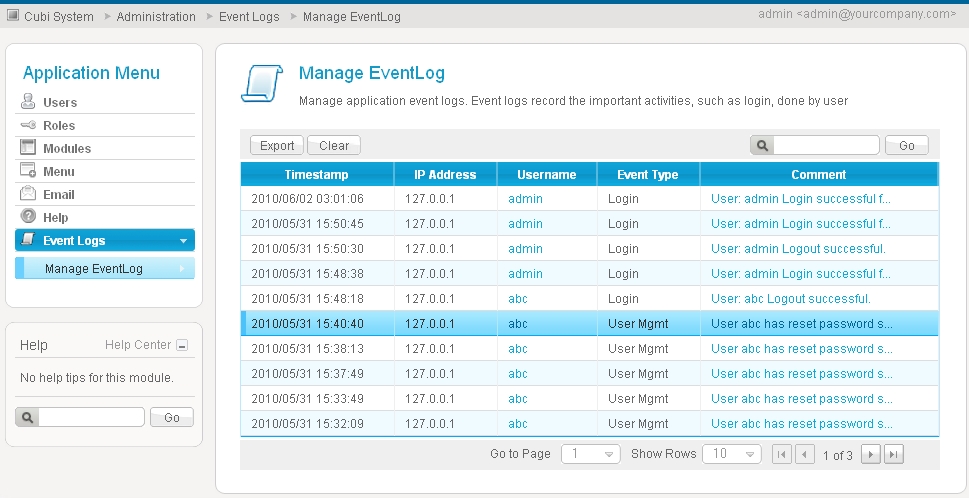 Cubi System Administration Event Logs Manage EventLog admin <admin@yourcompany.com>
Application Menu
Users
Roles
Modules
Menu
Email
Help
Event Logs
Manage EventLog
Help Help Center
No help tips for this module.
Go
Manage EventLog
Manage application event logs. Event logs record the important activities, such as login, done by user
Export Clear Go
Timestamp IP Address Username Event Type Comment
2010/06/02 03:01:06 127.0.0.1 admin Login User: admin Login successful f...
2010/05/31 15:50:45 127.0.0.1 admin Login User: admin Login successful f...
2010/05/31 15:50:30 127.0.0.1 admin Login User: admin Logout successful.
2010/05/31 15:48:38 127.0.0.1 admin Login User: admin Login successful f...
2010/05/31 15:48:18 127.0.0.1 abc Login User: abc Logout successful.
2010/05/31 15:40:40 127.0.0.1 abc User Mgmt User abc has reset password s...
2010/05/31 15:38:13 127.0.0.1 abc User Mgmt User abc has reset password s...
2010/05/31 15:37:49 127.0.0.1 abc User Mgmt User abc has reset password s...
2010/05/31 15:33:49 127.0.0.1 abc User Mgmt User abc has reset password s...
2010/05/31 15:32:09 127.0.0.1 abc User Mgmt User abc has reset password s...
Go to Page 1 Show Rows 10 1 of 3